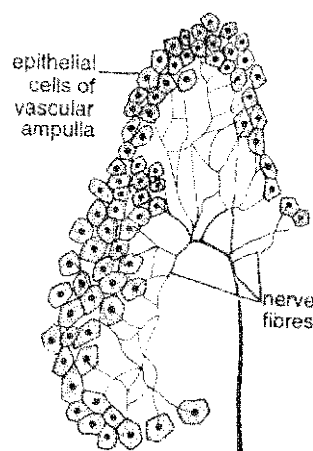 epithelial
cells of
vascular
ampulla
nerve
fibres